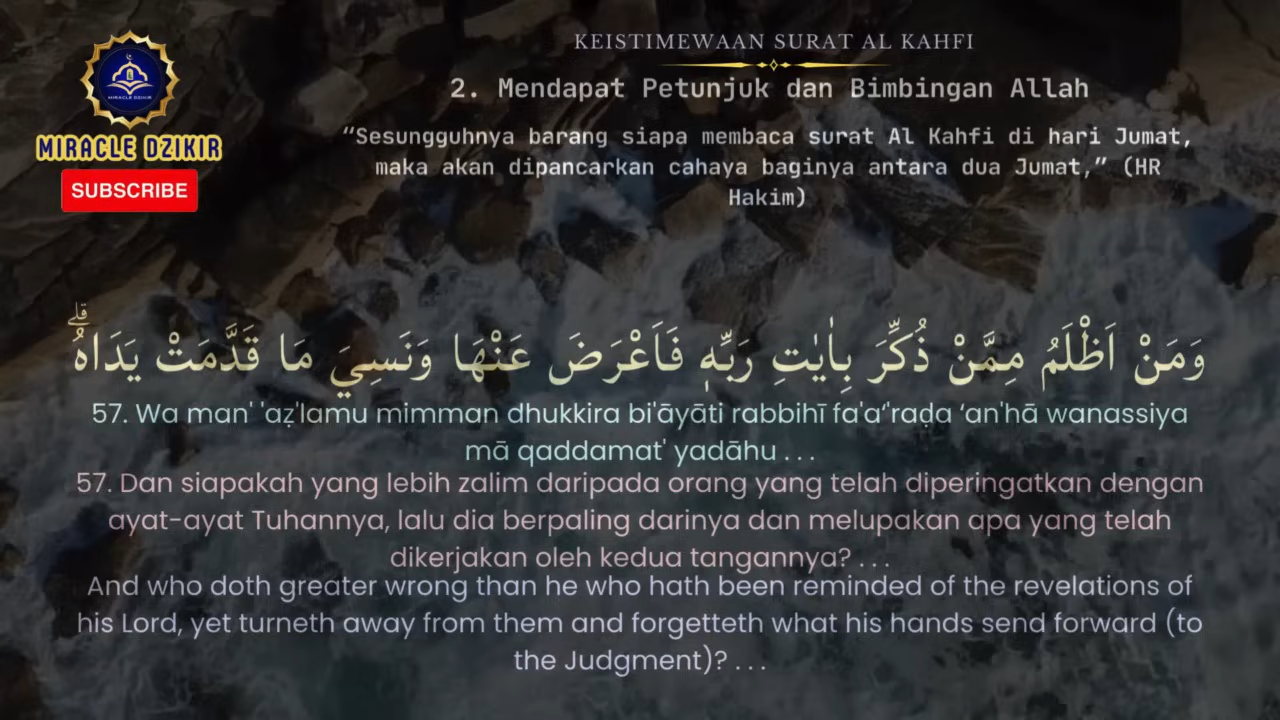 KEISTIMEWAAN SURAT AL KAHFI
2. Mendapat Petunjuk dan Bimbingan Allah
“Sesungguhnya barang siapa membaca surat Al Kahfi di hari Jumat,
maka akan dipancarkan cahaya baginya antara dua Jumat,” (HR
Hakim)
MIRACLE DZIKIR
MIRACLE DZIKIR
SUBSCRIBE
وَمَنْ اَظْلَمُ مِمَّنْ ذُكِّرَ بِاٰيٰتِ رَبِّهٖ فَاَعْرَضَ عَنْهَا وَنَسِيَ مَا قَدَّمَتْ يَدَاهُۗ
57. Wa man' 'aẓ'lamu mimman dhukkira bi'āyāti rabbihī fa'a‘'raḍa ‘an'hā wanassiya
mā qaddamat' yadāhu . . .
57. Dan siapakah yang lebih zalim daripada orang yang telah diperingatkan dengan
ayat-ayat Tuhannya, lalu dia berpaling darinya dan melupakan apa yang telah
dikerjakan oleh kedua tangannya? . . .
And who doth greater wrong than he who hath been reminded of the revelations of
his Lord, yet turneth away from them and forgetteth what his hands send forward (to
the Judgment)? . . .